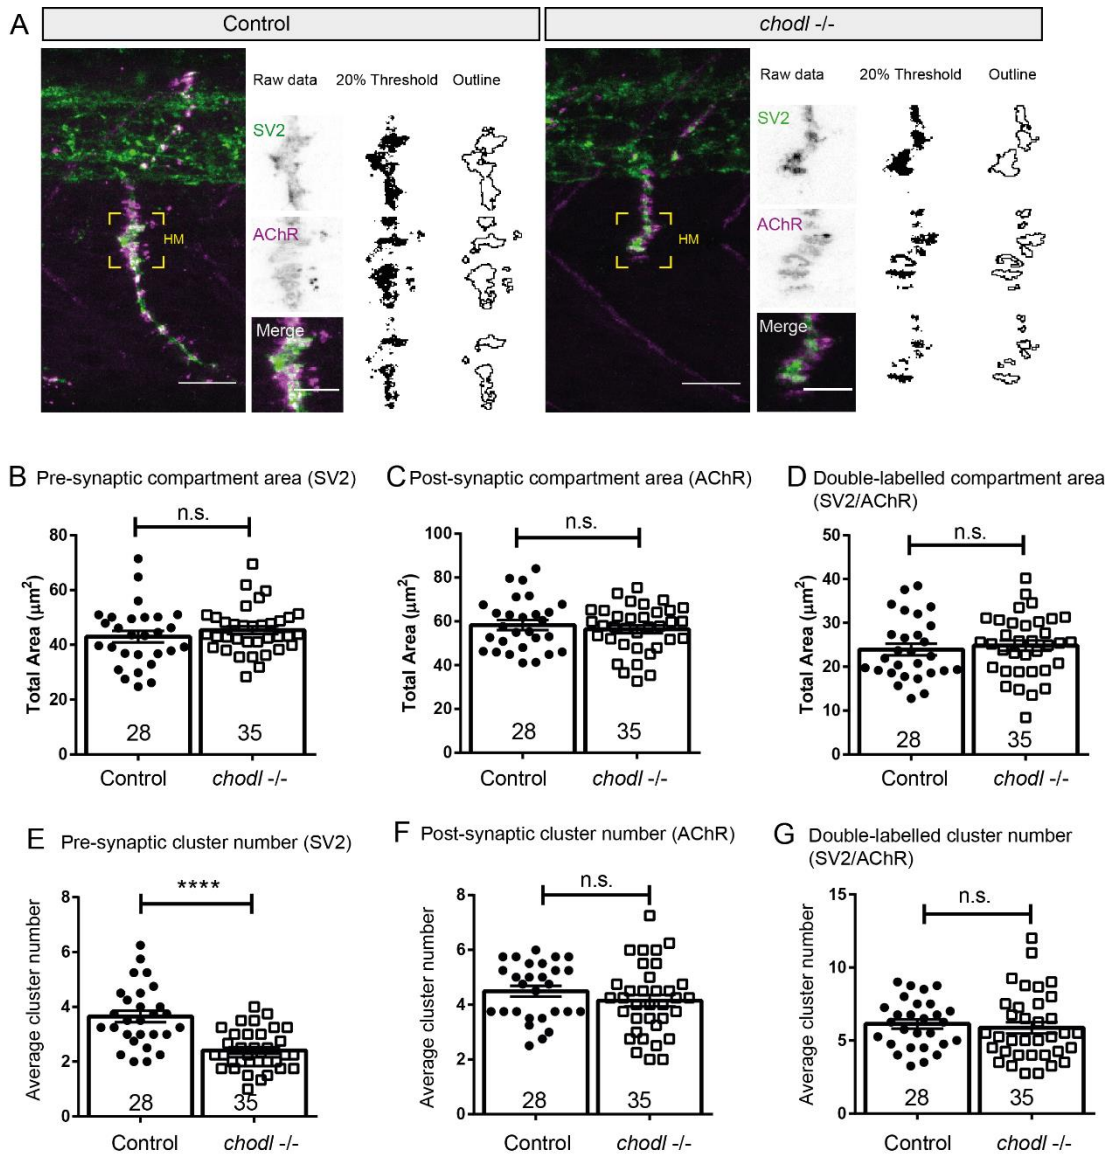 A
Control
chodl -/-
Raw data
20% Threshold
Outline
SV2
AChR
HM
Merge
Raw data
20% Threshold
Outline
SV2
AChR
HM
Merge
B Pre-synaptic compartment area (SV2)
n.s.
Total Area (μm²)
80
60
40
20
0
28
35
Control
chodl -/-
C Post-synaptic compartment area (AChR)
n.s.
Total Area (μm²)
100
80
60
40
20
0
28
35
Control
chodl -/-
D Double-labelled compartment area
(SV2/AChR)
n.s.
Total Area (μm²)
50
40
30
20
10
0
28
35
Control
chodl -/-
E Pre-synaptic cluster number (SV2)
****
Average cluster number
8
6
4
2
0
28
35
Control
chodl -/-
F Post-synaptic cluster number (AChR)
n.s.
Average cluster number
8
6
4
2
0
28
35
Control
chodl -/-
G Double-labelled cluster number
(SV2/AChR)
n.s.
Average cluster number
15
10
5
0
28
35
Control
chodl -/-